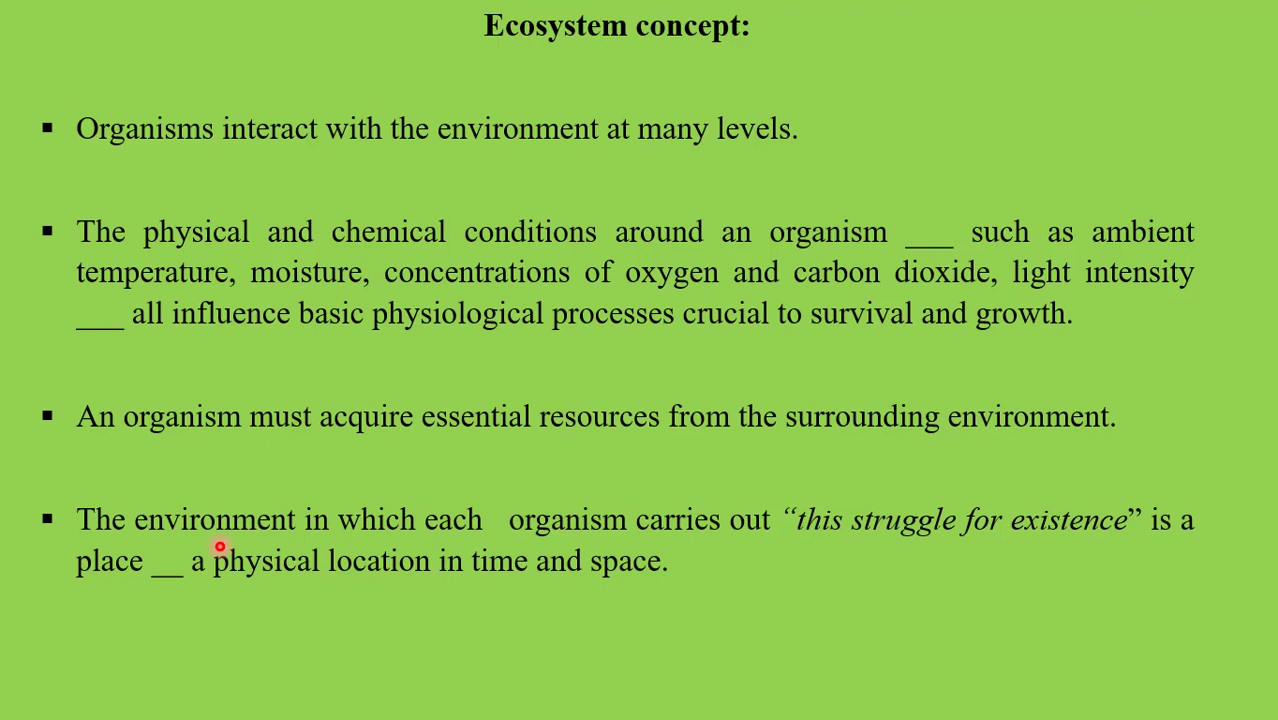 Ecosystem concept:
▪ Organisms interact with the environment at many levels.
▪ The physical and chemical conditions around an organism ___ such as ambient
temperature, moisture, concentrations of oxygen and carbon dioxide, light intensity
___ all influence basic physiological processes crucial to survival and growth.
▪ An organism must acquire essential resources from the surrounding environment.
▪ The environment in which each organism carries out “this struggle for existence” is a
place __ a physical location in time and space.